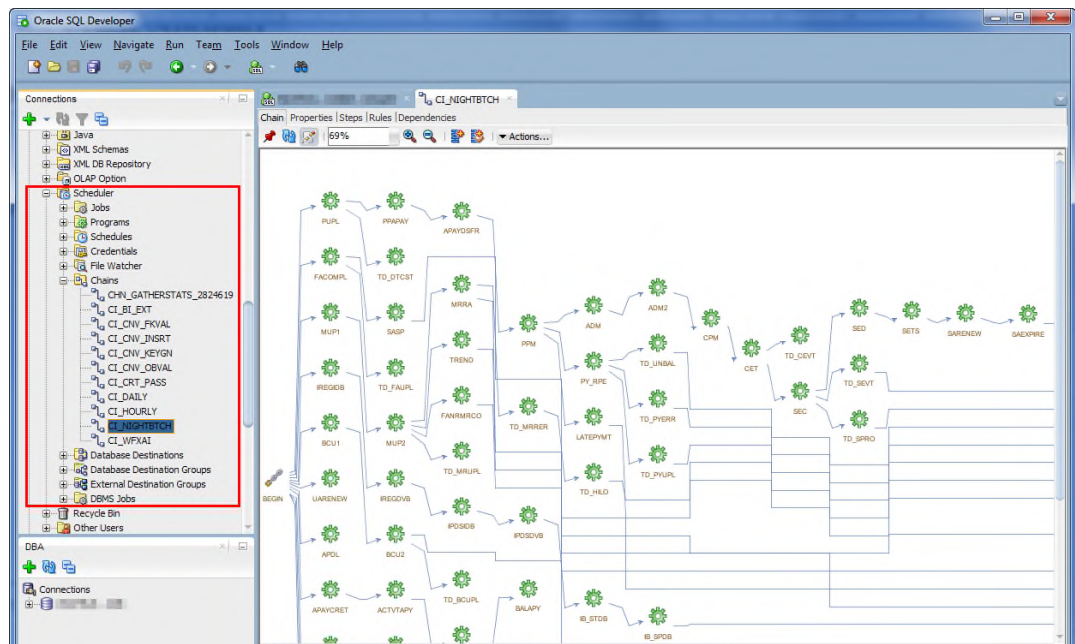 Oracle SQL Developer
File Edit View Navigate Run Team Tools Window Help
Connections
CI_NIGHTBTCH
Chain Properties Steps Rules Dependencies
69%
Actions...
Java
XML Schemas
XML DB Repository
OLAP Option
Scheduler
Jobs
Programs
Schedules
Credentials
File Watcher
Chains
CHN_GATHERSTATS_2824619
CI_BI_EXT
CI_CNV_FKVAL
CI_CNV_INSRT
CI_CNV_KEYGN
CI_CNV_OBVAL
CI_CRT_PASS
CI_DAILY
CI_HOURLY
CI_NIGHTBTCH
CI_WFXAI
Database Destinations
Database Destination Groups
External Destination Groups
DBMS Jobs
Recycle Bin
Other Users
DBA
Connections
PUPL PPAPAY APAYDSFR
FACOMPL TD_DTCST
MRRA ADM ADM2
MUP1 SASP PPM CPM SED SETS SARENEW SAEXPIRE
TREND TD_UNBAL CET TD_CEVT
IREGIDB TD_FAUPL PY_RPE SEC TD_SEVT
FANRMRCO TD_MRRER LATEPYMT TD_PYERR TD_SPRO
BCU1 MUP2
TD_MRUPL TD_HILO TD_PYUPL
BEGIN UARENEW IREGDVB
IPDSIDB IPDSDVB
APDL BCU2
TD_BCUPL BALAPY
APAYCRET ACTVTAPY
IB_STDB IB_SPDB